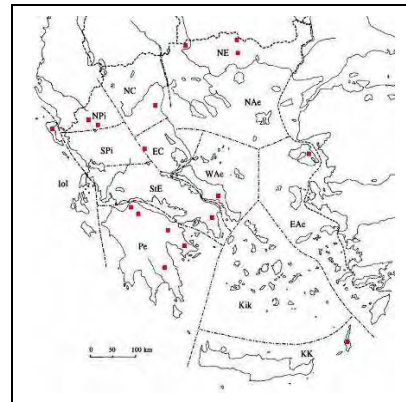 NE
NC
NAe
NPi
SPi
EC
WAe
IoI
StE
EAe
Pe
Kik
KK
0 50 100 km